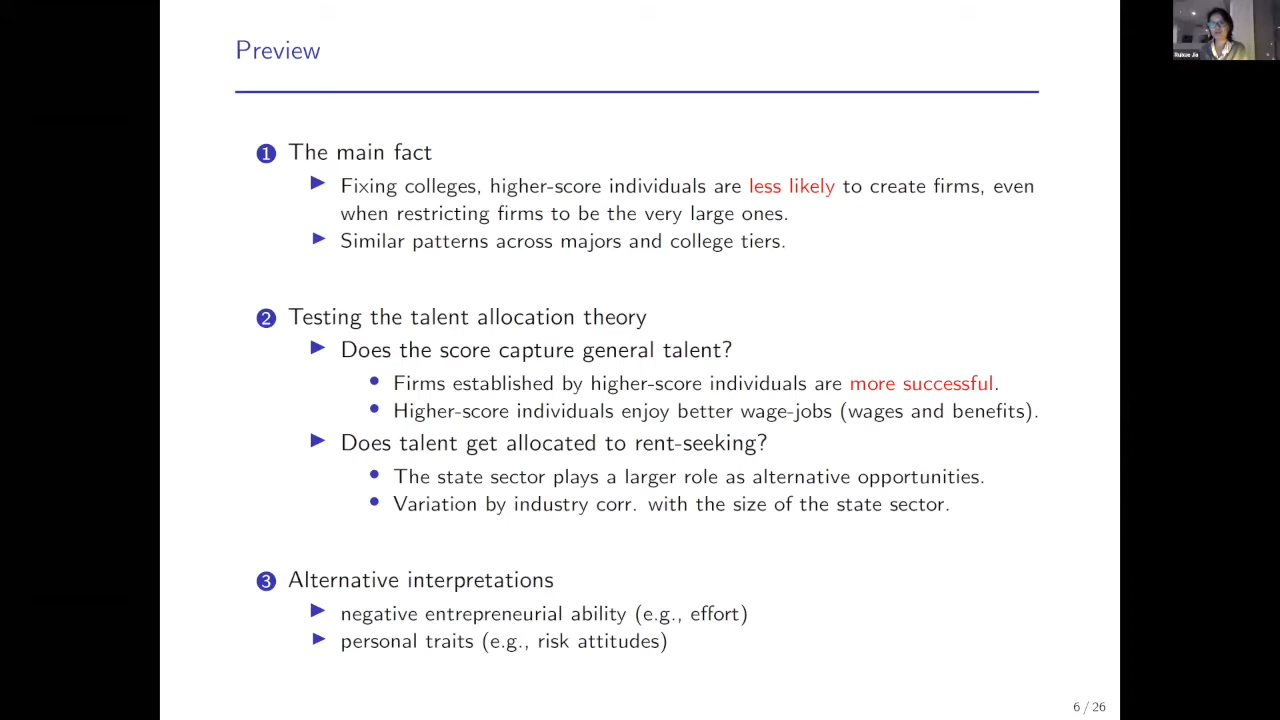 Preview
1 The main fact
▶ Fixing colleges, higher-score individuals are less likely to create firms, even
when restricting firms to be the very large ones.
▶ Similar patterns across majors and college tiers.
2 Testing the talent allocation theory
▶ Does the score capture general talent?
• Firms established by higher-score individuals are more successful.
• Higher-score individuals enjoy better wage-jobs (wages and benefits).
▶ Does talent get allocated to rent-seeking?
• The state sector plays a larger role as alternative opportunities.
• Variation by industry corr. with the size of the state sector.
3 Alternative interpretations
▶ negative entrepreneurial ability (e.g., effort)
▶ personal traits (e.g., risk attitudes)
6 / 26
Ruixue Jia